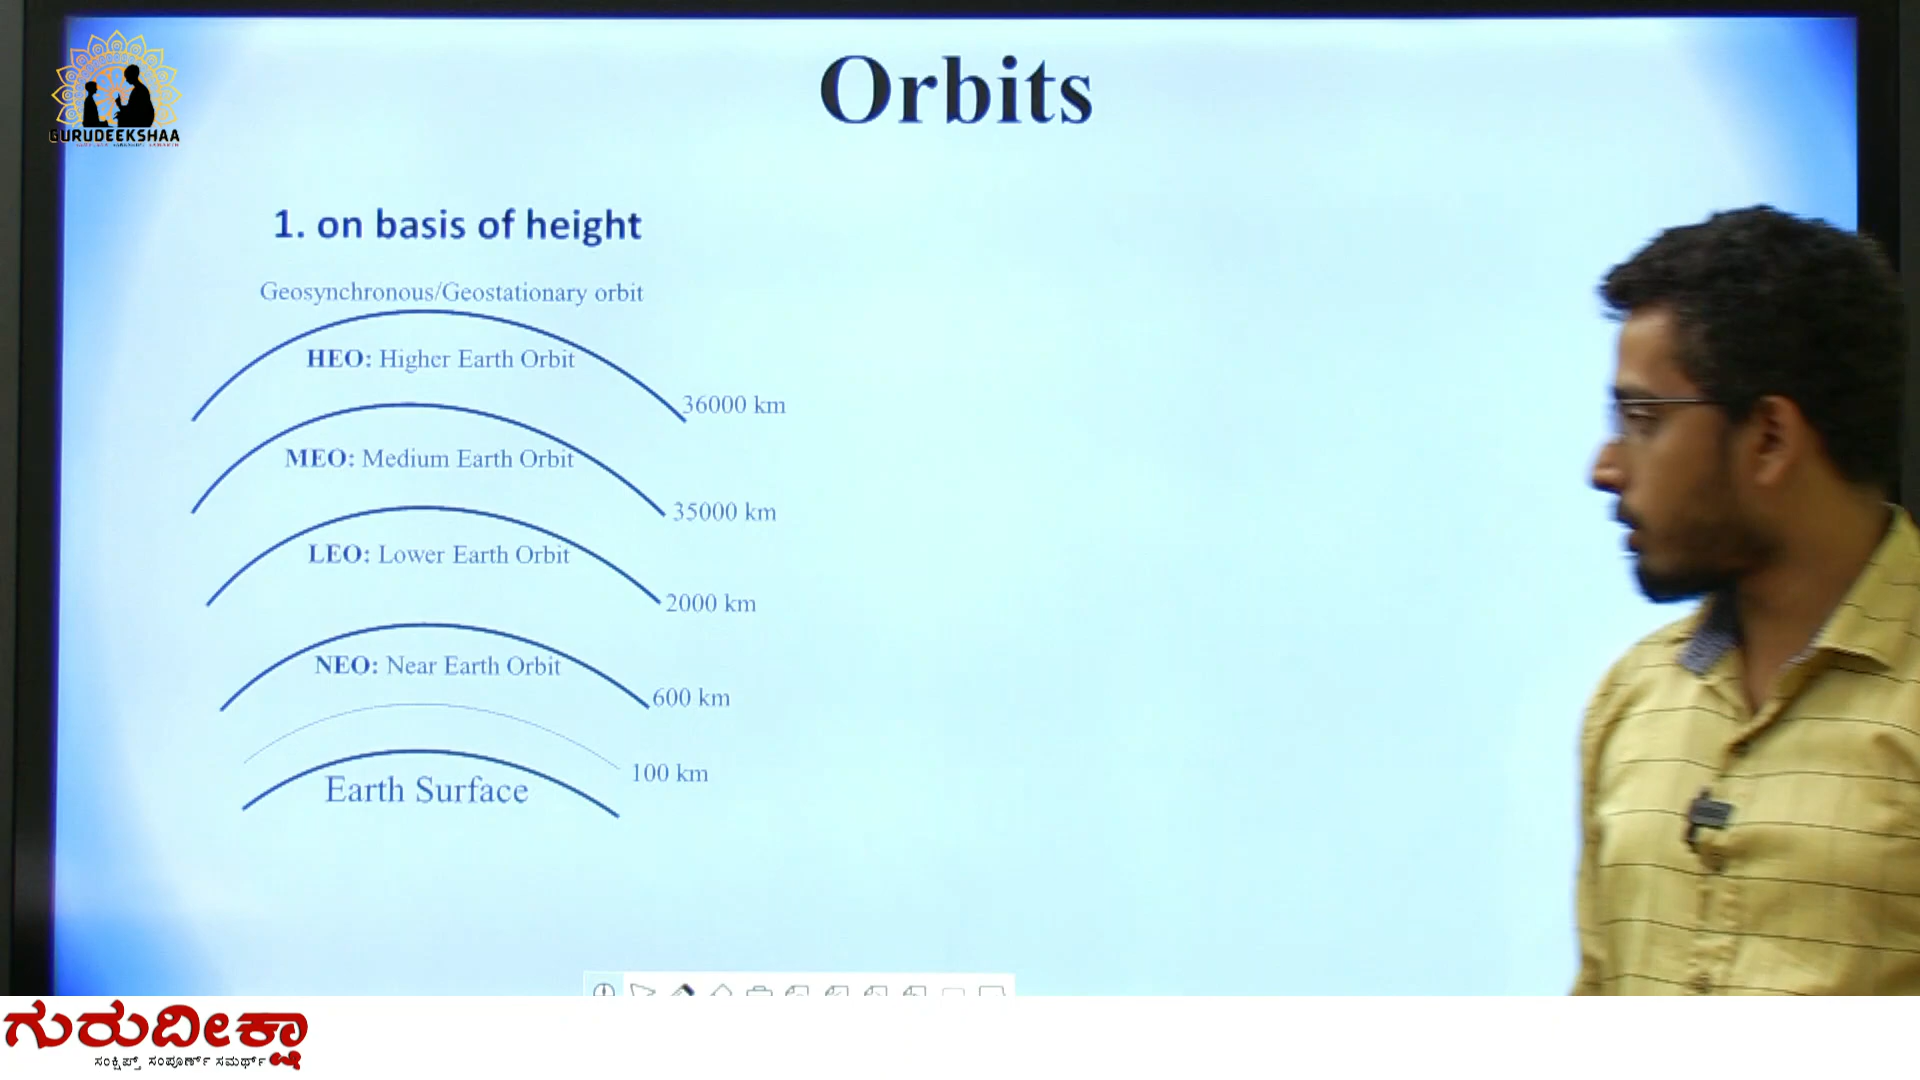 GURUDEEKSHAA
Orbits
1. on basis of height
Geosynchronous/Geostationary orbit
HEO: Higher Earth Orbit
36000 km
MEO: Medium Earth Orbit
35000 km
LEO: Lower Earth Orbit
2000 km
NEO: Near Earth Orbit
600 km
100 km
Earth Surface
ಗುರುದೀಕ್ಷಾ
ಸಂಕ್ಷಿಪ್ತ್ ಸಂಪೂರ್ಣ್ ಸಮರ್ಥ್